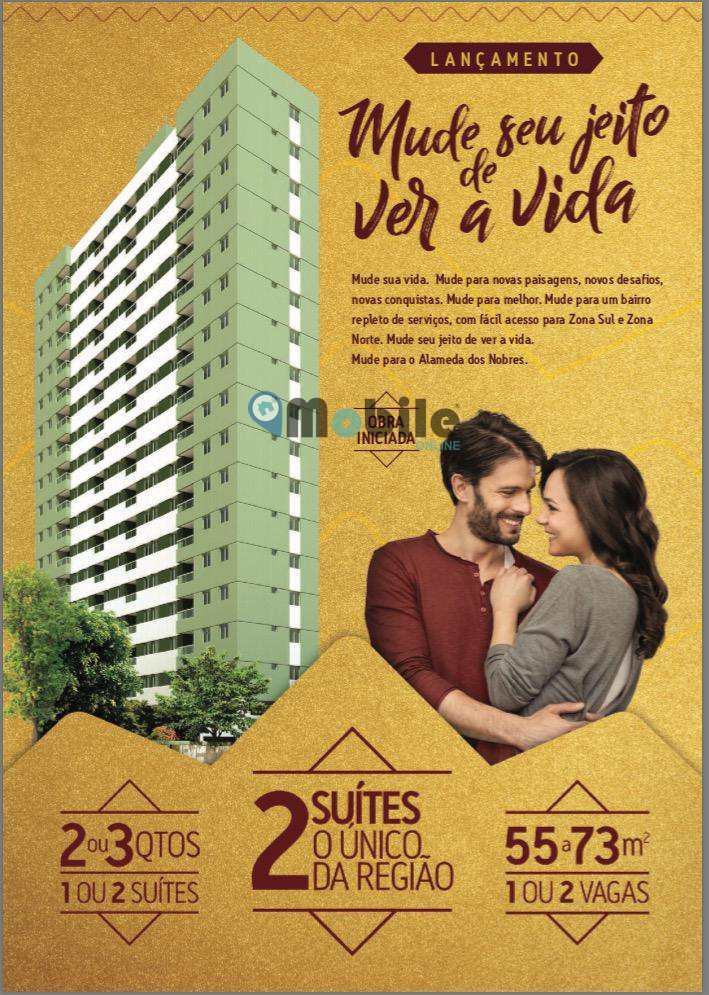 LANÇAMENTO
Mude seu jeito
de
ver a vida
Mude sua vida. Mude para novas paisagens, novos desafios,
novas conquistas. Mude para melhor. Mude para um bairro
repleto de serviços, com fácil acesso para Zona Sul e Zona
Norte. Mude seu jeito de ver a vida.
Mude para o Alameda dos Nobres.
mobile
ONLINE
OBRA
INICIADA
2 ou 3 QTOS
1 OU 2 SUÍTES
2 SUÍTES
O ÚNICO
DA REGIÃO
55 a 73 m²
1 OU 2 VAGAS